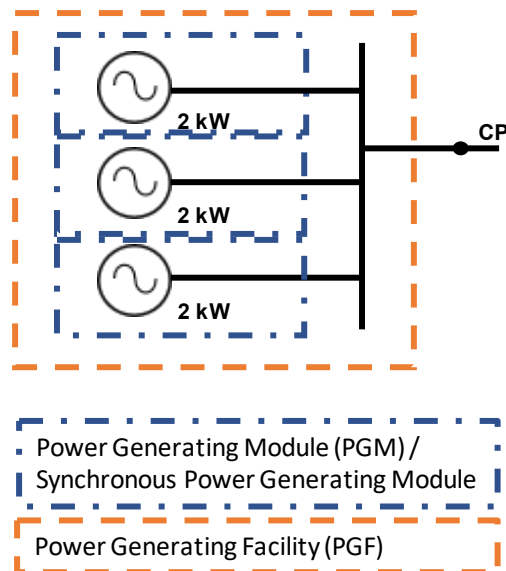 2 kW
CP
2 kW
2 kW
Power Generating Module (PGM) /
Synchronous Power Generating Module
Power Generating Facility (PGF)